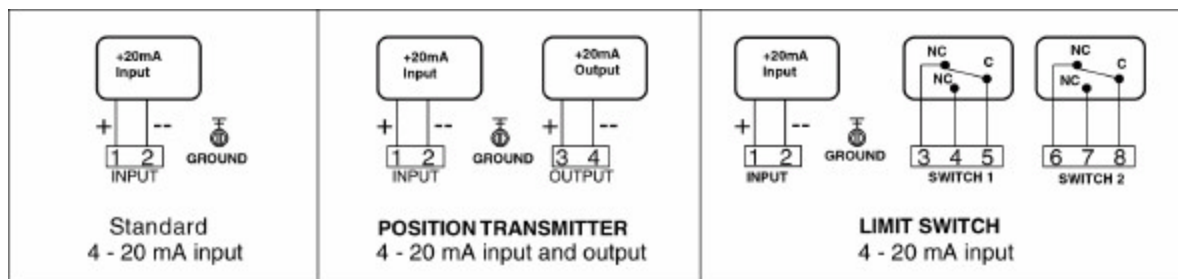 +20mA
Input
+ --
1 2
GROUND
INPUT
Standard
4 - 20 mA input
+20mA
Input
+ --
1 2
INPUT
GROUND
+20mA
Output
+ --
3 4
OUTPUT
POSITION TRANSMITTER
4 - 20 mA input and output
+20mA
Input
+ --
1 2
INPUT
GROUND
NC
C
NC
3 4 5
SWITCH 1
NC
C
NC
6 7 8
SWITCH 2
LIMIT SWITCH
4 - 20 mA input